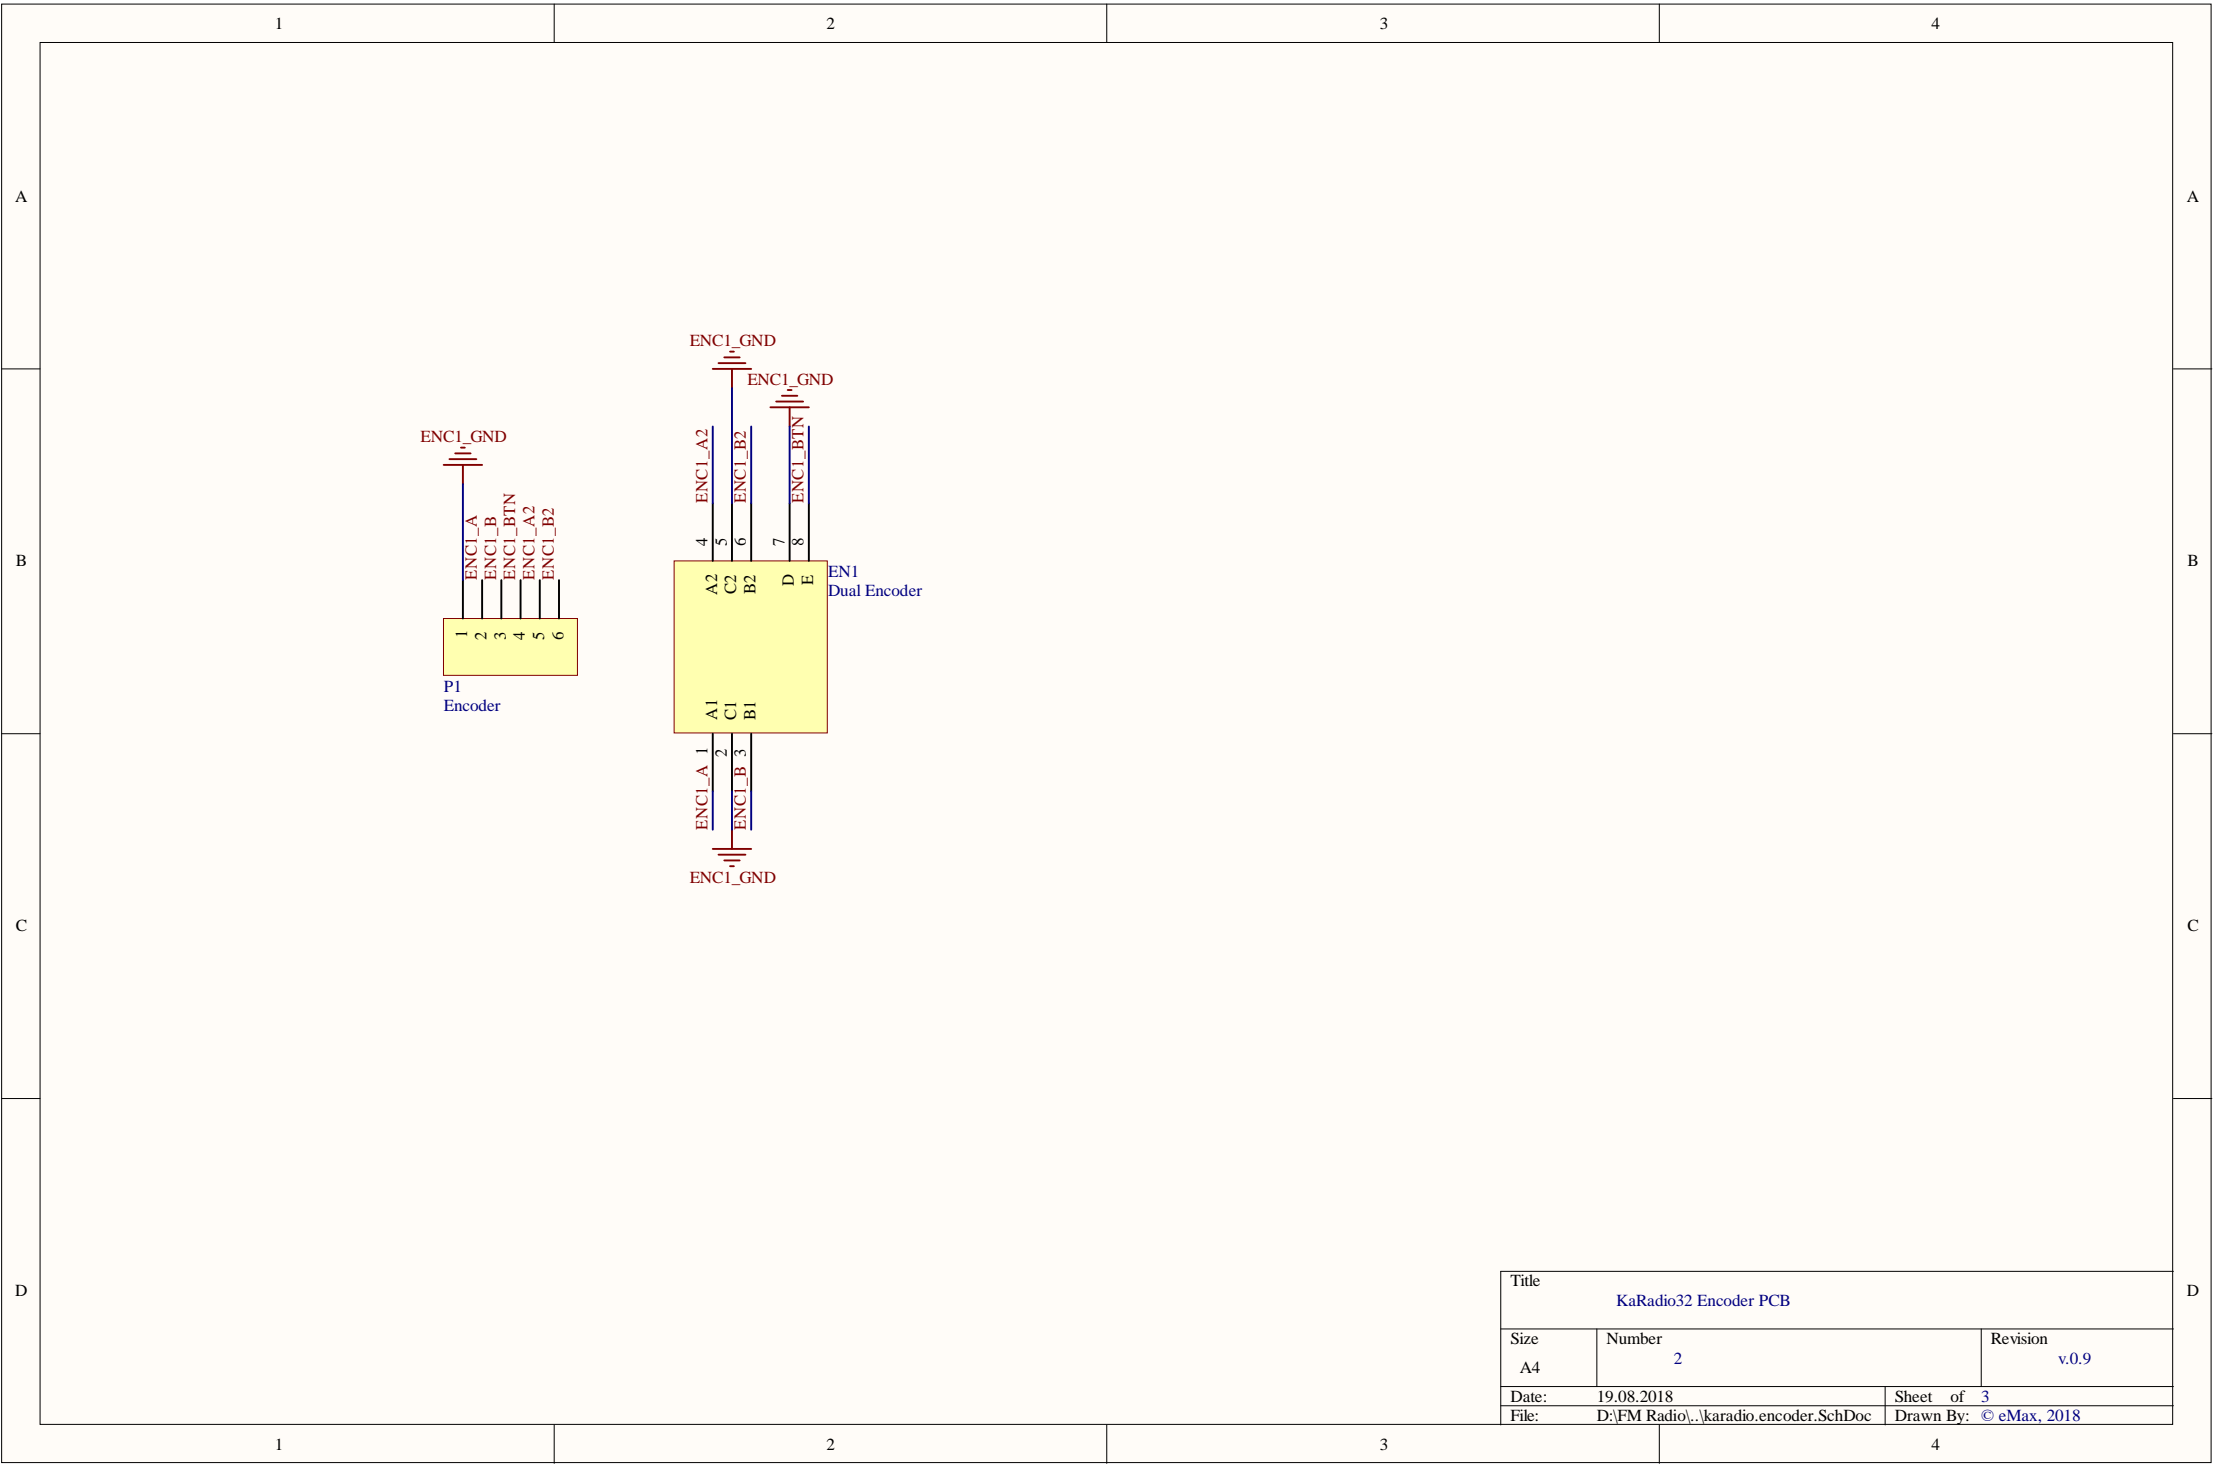 1 2 3 4
A A
ENC1_GND
ENC1_GND
ENC1_GND
ENC1_A
ENC1_B
ENC1_BTN
ENC1_A2
ENC1_B2
1 2 3 4 5 6
P1
Encoder
ENC1_A2
ENC1_B2
ENC1_BTN
4 5 6 7 8
A2 C2 B2 D E
EN1
Dual Encoder
B B
A1 C1 B1
1 2 3
ENC1_A
ENC1_B
ENC1_GND
C C
D D
Title
KaRadio32 Encoder PCB
Size Number Revision
A4 2 v.0.9
Date: 19.08.2018 Sheet of 3
File: D:\FM Radio\..\karadio.encoder.SchDoc Drawn By: © eMax, 2018
1 2 3 4